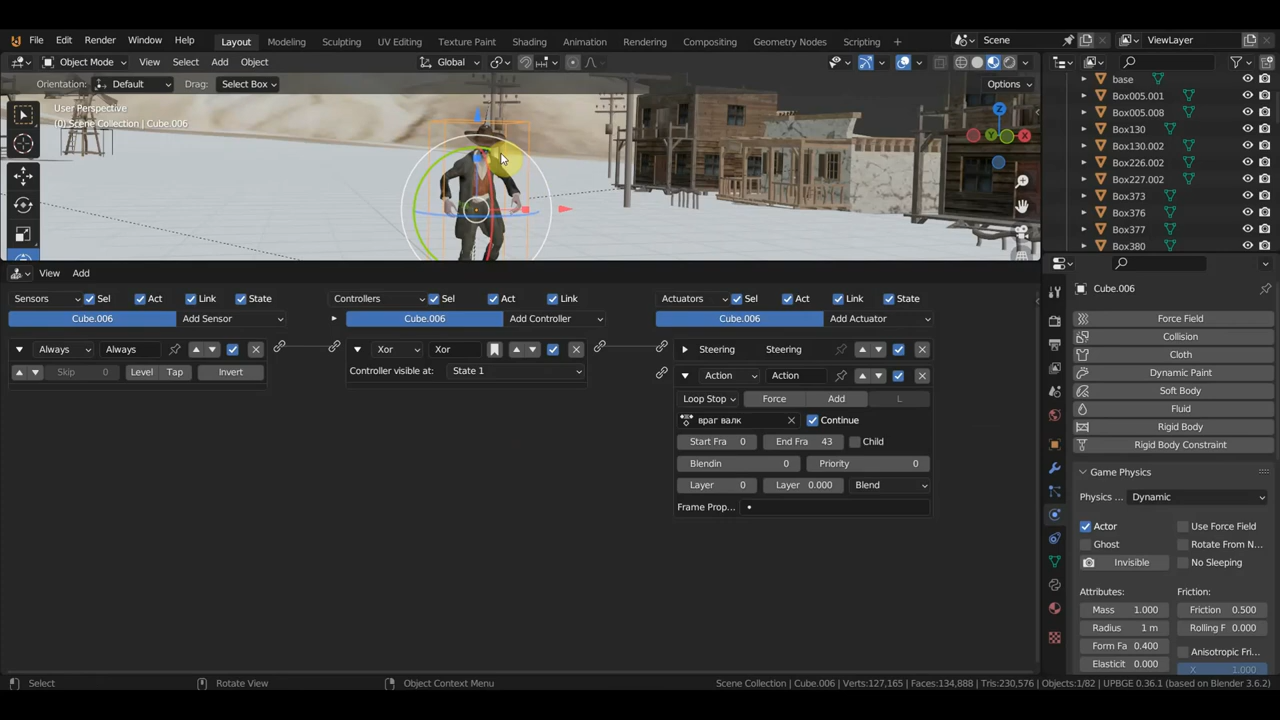 File Edit Render Window Help Layout Modeling Sculpting UV Editing Texture Paint Shading Animation Rendering Compositing Geometry Nodes Scripting + Scene ViewLayer
Object Mode View Select Add Object Global
Orientation: Default Drag: Select Box Options
base
User Perspective
(0) Scene Collection | Cube.006
Box005.001
Box005.008
Box130
Box130.002
Box226.002
Box227.002
Box373
Box376
Box377
Box380
Z
Y
X
View Add
Sensors Sel Act Link State Controllers Sel Act Link Actuators Sel Act Link State
Cube.006 Add Sensor Cube.006 Add Controller Cube.006 Add Actuator
Always Always Xor Xor Steering Steering
Skip 0 Level Tap Invert Controller visible at: State 1
Action Action
Loop Stop Force Add L
враг валк Continue
Start Fra 0 End Fra 43 Child
Blendin 0 Priority 0
Layer 0 Layer 0.000 Blend
Frame Prop...
Cube.006
Force Field
Collision
Cloth
Dynamic Paint
Soft Body
Fluid
Rigid Body
Rigid Body Constraint
Game Physics
Physics ... Dynamic
Actor Use Force Field
Ghost Rotate From N...
Invisible No Sleeping
Attributes: Friction:
Mass 1.000 Friction 0.500
Radius 1 m Rolling F 0.000
Form Fa 0.400 Anisotropic Fri...
Elasticit 0.000 X 1.000
Select Rotate View Object Context Menu Scene Collection | Cube.006 | Verts:127,165 | Faces:134,888 | Tris:230,576 | Objects:1/82 | UPBGE 0.36.1 (based on Blender 3.6.2)